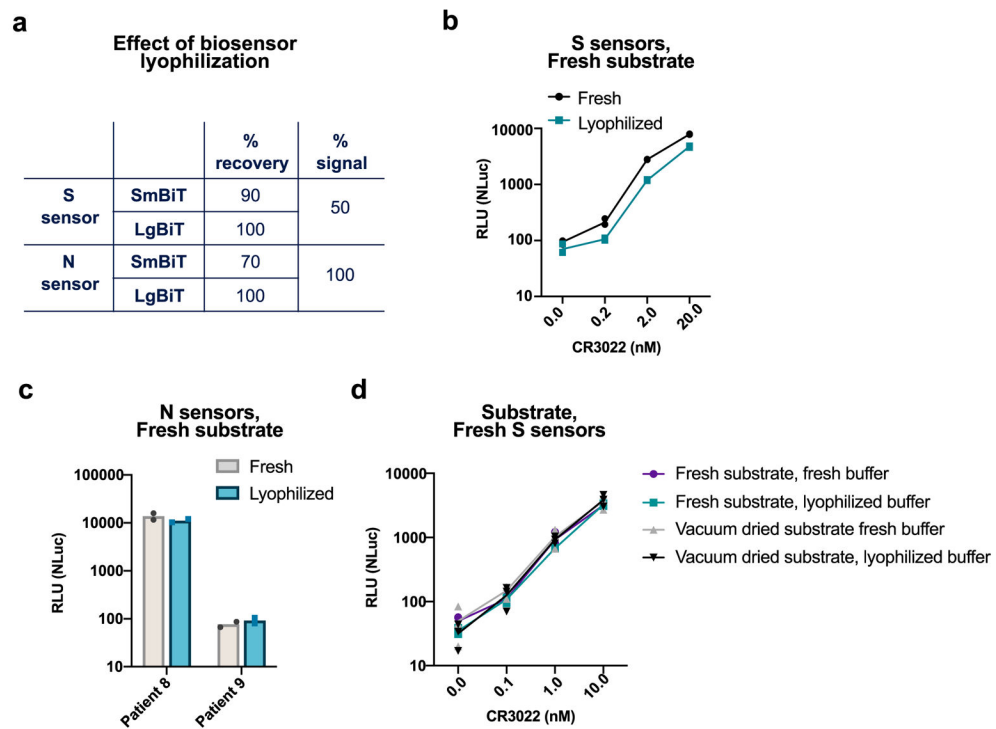 a
Effect of biosensor
lyophilization
%
recovery
%
signal
S
sensor
SmBiT
90
50
LgBiT
100
N
sensor
SmBiT
70
100
LgBiT
100
b
S sensors,
Fresh substrate
Fresh
Lyophilized
10000
1000
100
10
RLU (NLuc)
0.0
0.2
2.0
20.0
CR3022 (nM)
c
N sensors,
Fresh substrate
Fresh
Lyophilized
100000
10000
1000
100
10
RLU (NLuc)
Patient 8
Patient 9
d
Substrate,
Fresh S sensors
10000
1000
100
10
RLU (NLuc)
0.0
0.1
1.0
10.0
CR3022 (nM)
Fresh substrate, fresh buffer
Fresh substrate, lyophilized buffer
Vacuum dried substrate fresh buffer
Vacuum dried substrate, lyophilized buffer